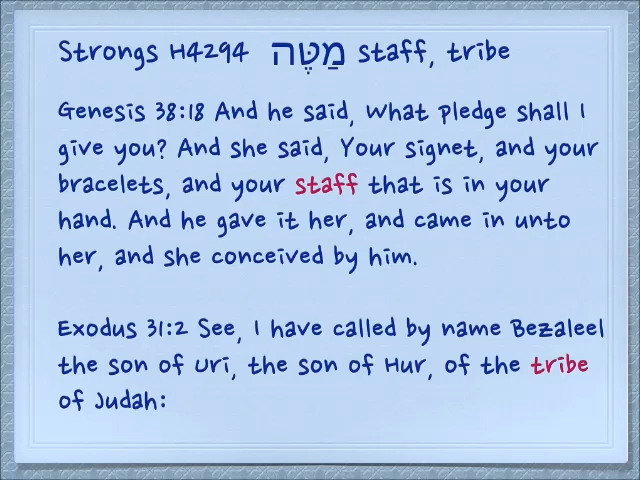 Strongs H4294 מַטֶּה staff, tribe
Genesis 38:18 And he said, What pledge shall I
give you? And she said, Your signet, and your
bracelets, and your staff that is in your
hand. And he gave it her, and came in unto
her, and she conceived by him.
Exodus 31:2 See, I have called by name Bezaleel
the son of Uri, the son of Hur, of the tribe
of Judah: